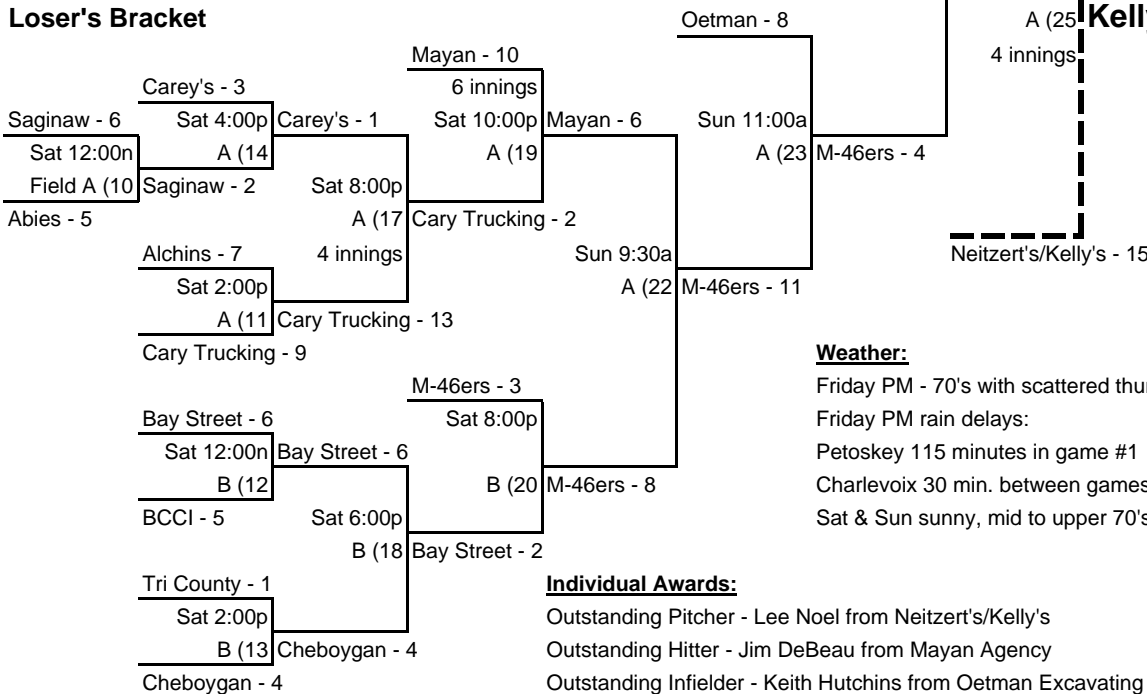 Loser's Bracket
Oetman - 8
A (25
Kelly
Mayan - 10
4 innings
Carey's - 3
6 innings
Saginaw - 6
Sat 4:00p
Carey's - 1
Sat 10:00p
Mayan - 6
Sun 11:00a
Sat 12:00n
A (14
A (19
A (23
M-46ers - 4
Field A (10
Saginaw - 2
Sat 8:00p
Abies - 5
A (17
Cary Trucking - 2
Alchins - 7
4 innings
Sun 9:30a
Neitzert's/Kelly's - 15
Sat 2:00p
A (22
M-46ers - 11
A (11
Cary Trucking - 13
Cary Trucking - 9
Weather:
M-46ers - 3
Friday PM - 70's with scattered thu
Bay Street - 6
Sat 8:00p
Friday PM rain delays:
Sat 12:00n
Bay Street - 6
Petoskey 115 minutes in game #1
B (12
B (20
M-46ers - 8
Charlevoix 30 min. between games
BCCI - 5
Sat 6:00p
Sat & Sun sunny, mid to upper 70's
B (18
Bay Street - 2
Tri County - 1
Individual Awards:
Sat 2:00p
Outstanding Pitcher - Lee Noel from Neitzert's/Kelly's
B (13
Cheboygan - 4
Outstanding Hitter - Jim DeBeau from Mayan Agency
Cheboygan - 4
Outstanding Infielder - Keith Hutchins from Oetman Excavating